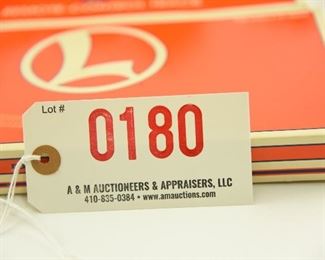 L
Lot #
0180
A & M AUCTIONEERS & APPRAISERS, LLC
410-835-0384 • www.amauctions.com